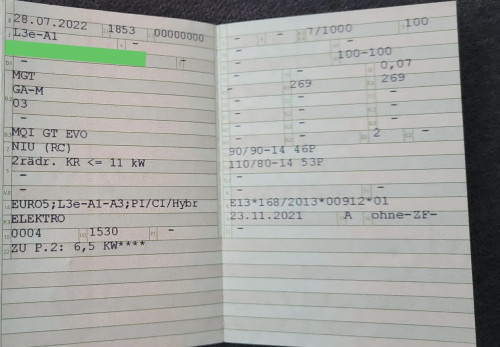 28.07.2022 1853 00000000
L3e-A1 -
- -
MGT
GA-M
03
-
MQI GT EVO
NIU (RC)
2rädr. KR <= 11 kW
-
- -
EURO5;L3e-A1-A3;PI/CI/Hybr
ELEKTRO
0004 1530 -
ZU P.2: 6,5 KW****
- - 7/1000 100
- -
- 100-100
- - 0,07
- 269 269
- - -
- - -
- - -
- - 2 -
90/90-14 46P
110/80-14 53P
-
- -
E13*168/2013*00912*01
23.11.2021 A ohne-ZF-
-